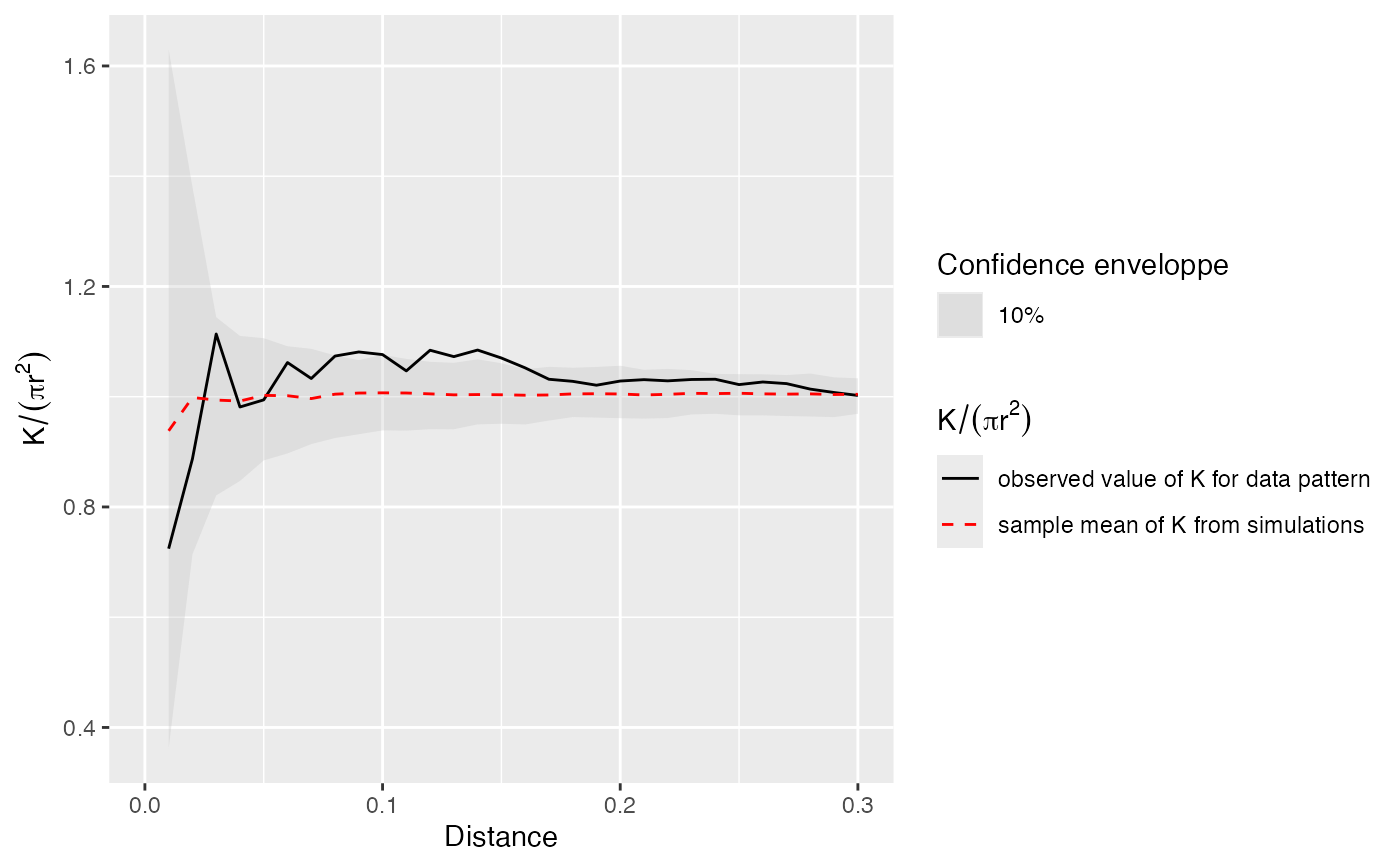 1.6
1.2
0.8
0.4
K/(πr²)
0.0
0.1
0.2
0.3
Distance
Confidence enveloppe
10%
K/(πr²)
observed value of K for data pattern
sample mean of K from simulations